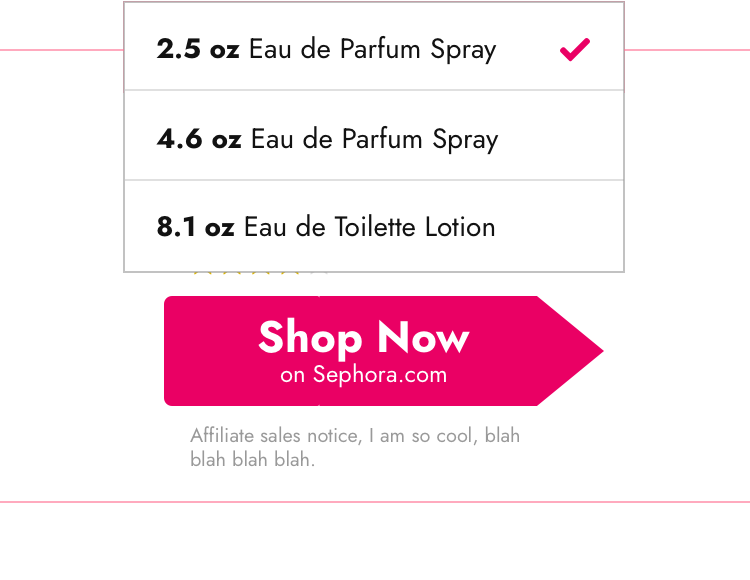 2.5 oz Eau de Parfum Spray
4.6 oz Eau de Parfum Spray
8.1 oz Eau de Toilette Lotion
Shop Now
on Sephora.com
Affiliate sales notice, I am so cool, blah
blah blah blah.